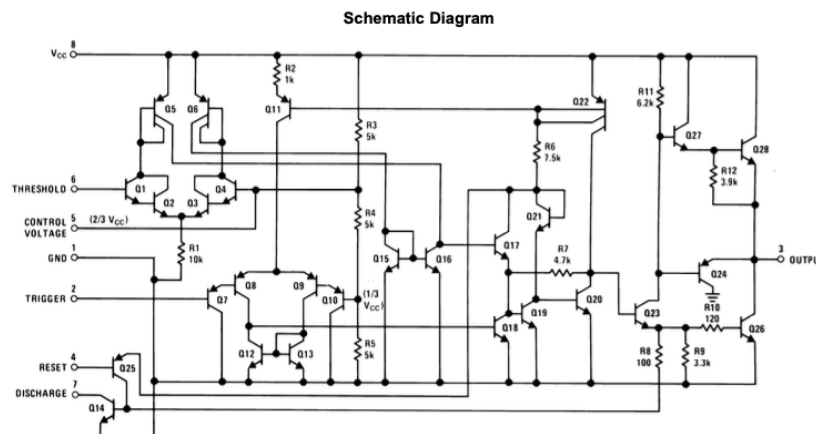 Schematic Diagram
VCC 8
R2
1k
Q5
Q6
Q11
R3
5k
Q22
R11
6.2k
Q27
Q28
R6
7.5k
R12
3.9k
THRESHOLD 6
Q1
Q2
Q3
Q4
CONTROL VOLTAGE 5 (2/3 VCC)
R4
5k
Q21
GND 1
R1
10k
Q15
Q16
Q17
R7
4.7k
Q24
3 OUTPU
TRIGGER 2
Q7
Q8
Q9
Q10
(1/3 VCC)
Q18
Q19
Q20
Q23
R10
120
Q26
RESET 4
Q25
Q12
Q13
R5
5k
R8
100
R9
3.3k
DISCHARGE 7
Q14